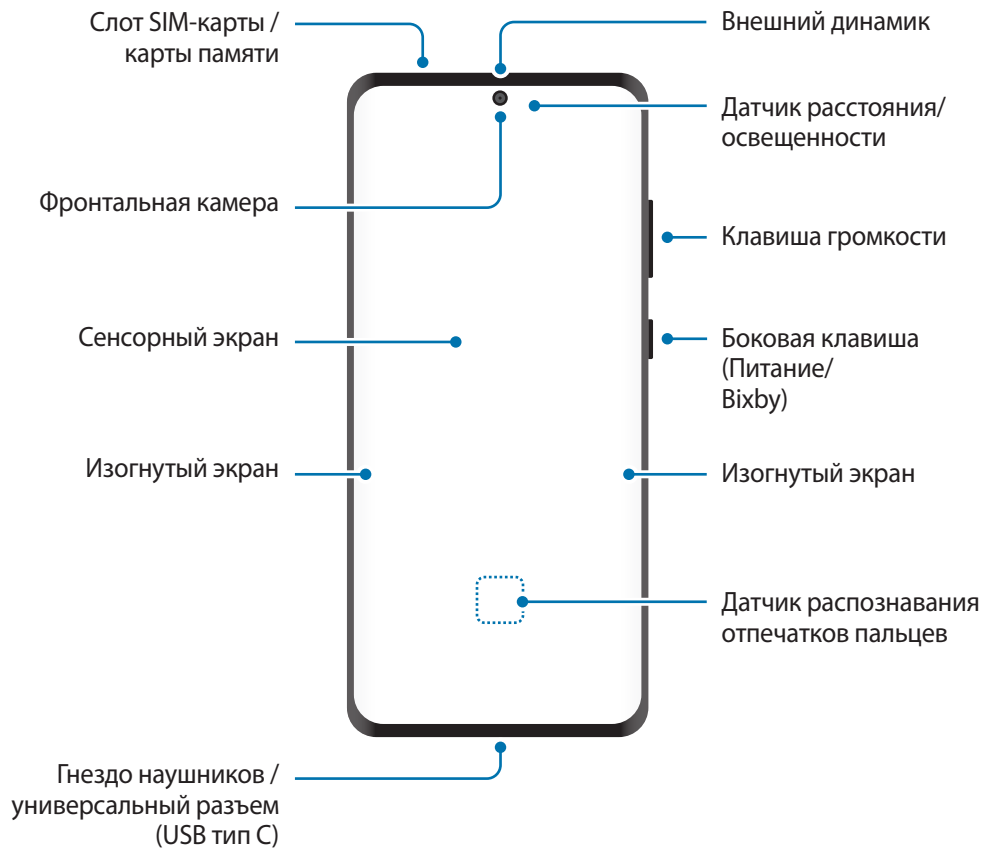 Слот SIM-карты /
карты памяти
Внешний динамик
Датчик расстояния/
освещенности
Фронтальная камера
Клавиша громкости
Сенсорный экран
Боковая клавиша
(Питание/
Bixby)
Изогнутый экран
Изогнутый экран
Датчик распознавания
отпечатков пальцев
Гнездо наушников /
универсальный разъем
(USB тип C)